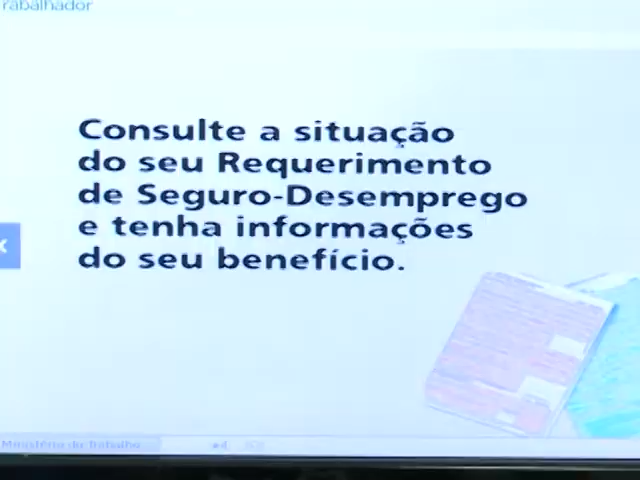 rabalhador
Consulte a situação
do seu Requerimento
de Seguro-Desemprego
e tenha informações
do seu benefício.
Ministério do Trabalho